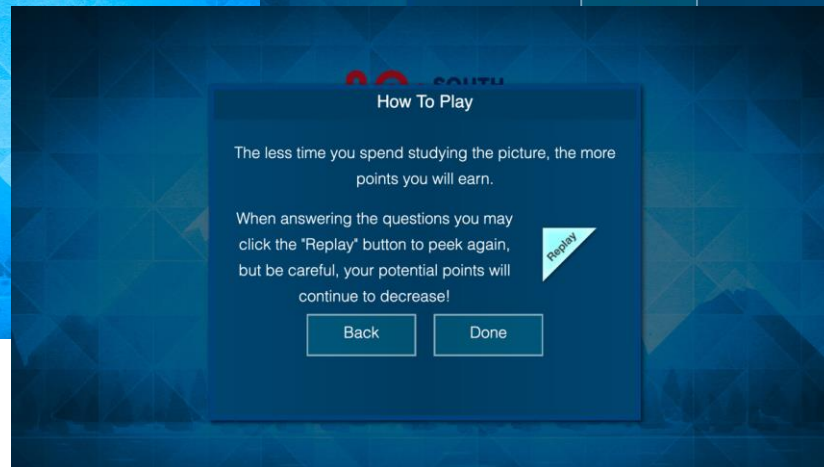 SOUTH
How To Play
The less time you spend studying the picture, the more
points you will earn.
When answering the questions you may
click the "Replay" button to peek again,
but be careful, your potential points will
continue to decrease!
Replay
Back
Done